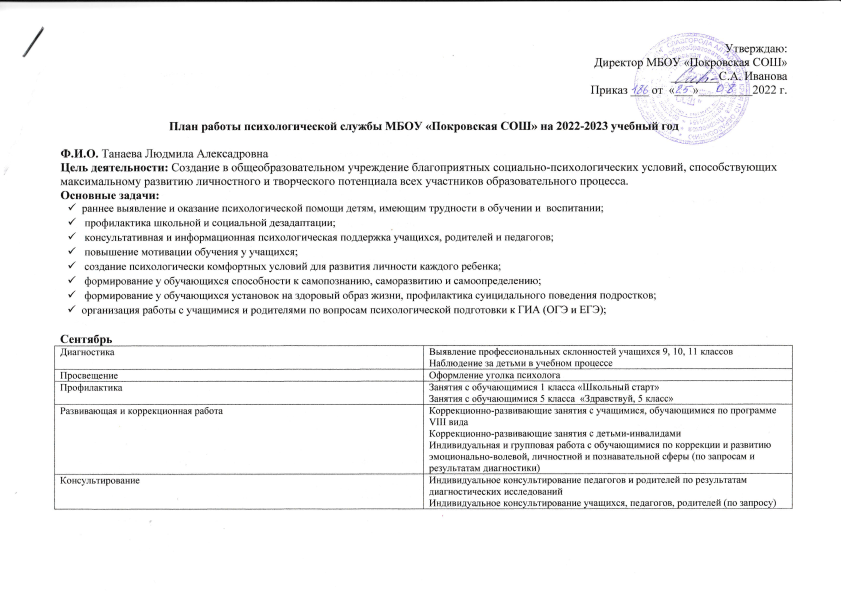 Утверждаю:
Директор МБОУ «Покровская СОШ»
С.А. Иванова
Приказ 186 от «25» 08 2022 г.
План работы психологической службы МБОУ «Покровская СОШ» на 2022-2023 учебный год
Ф.И.О. Танаева Людмила Алексадровна
Цель деятельности: Создание в общеобразовательном учреждение благоприятных социально-психологических условий, способствующих
максимальному развитию личностного и творческого потенциала всех участников образовательного процесса.
Основные задачи:
✓ раннее выявление и оказание психологической помощи детям, имеющим трудности в обучении и воспитании;
✓ профилактика школьной и социальной дезадаптации;
✓ консультативная и информационная психологическая поддержка учащихся, родителей и педагогов;
✓ повышение мотивации обучения у учащихся;
✓ создание психологически комфортных условий для развития личности каждого ребенка;
✓ формирование у обучающихся способности к самопознанию, саморазвитию и самоопределению;
✓ формирование у обучающихся установок на здоровый образ жизни, профилактика суицидального поведения подростков;
✓ организация работы с учащимися и родителями по вопросам психологической подготовки к ГИА (ОГЭ и ЕГЭ);
Сентябрь
Диагностика
Выявление профессиональных склонностей учащихся 9, 10, 11 классов
Наблюдение за детьми в учебном процессе
Просвещение
Оформление уголка психолога
Профилактика
Занятия с обучающимися 1 класса «Школьный старт»
Занятия с обучающимися 5 класса «Здравствуй, 5 класс»
Развивающая и коррекционная работа
Коррекционно-развивающие занятия с учащимися, обучающимися по программе
VIII вида
Коррекционно-развивающие занятия с детьми-инвалидами
Индивидуальная и групповая работа с обучающимися по коррекции и развитию
эмоционально-волевой, личностной и познавательной сферы (по запросам и
результатам диагностики)
Консультирование
Индивидуальное консультирование педагогов и родителей по результатам
диагностических исследований
Индивидуальное консультирование учащихся, педагогов, родителей (по запросу)